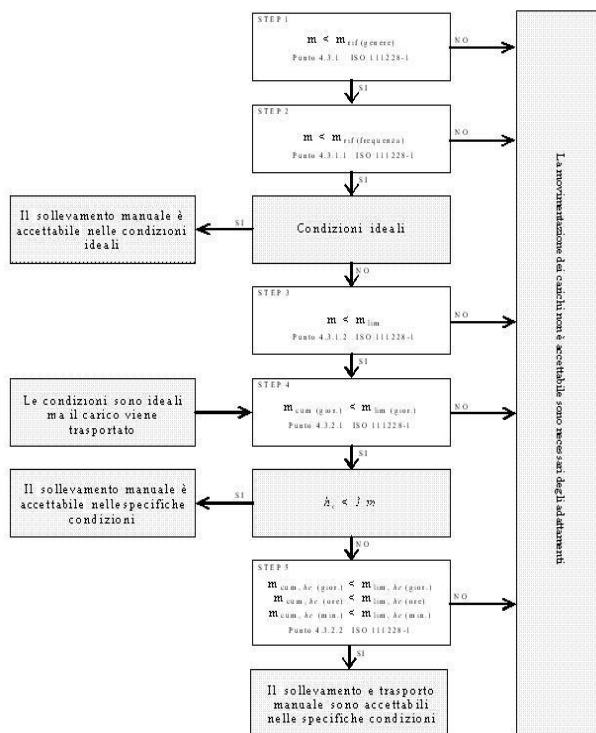 STEP 1
m < m rif (genere)
Punto 4.3.1 ISO 111228-1
NO
SI
STEP 2
m < m rif (frequenza)
Punto 4.3.1.1 ISO 111228-1
NO
SI
Il sollevamento manuale è
accettabile nelle condizioni
ideali
SI
Condizioni ideali
NO
STEP 3
m < m lim
Punto 4.3.1.2 ISO 111228-1
NO
SI
Le condizioni sono ideali
ma il carico viene
trasportato
STEP 4
m cum (gior.) < m lim (gior.)
Punto 4.3.2.1 ISO 111228-1
NO
SI
Il sollevamento manuale è
accettabile nelle specifiche
condizioni
SI
h c < 1 m
NO
STEP 5
m cum, hc (gior.) < m lim, hc (gior.)
m cum, hc (ore) < m lim, hc (ore)
m cum, hc (min.) < m lim, hc (min.)
Punto 4.3.2.2 ISO 111228-1
NO
SI
Il sollevamento e trasporto
manuale sono accettabili
nelle specifiche condizioni
La movimentazione dei carichi non è accettabile sono necessari degli adattamenti